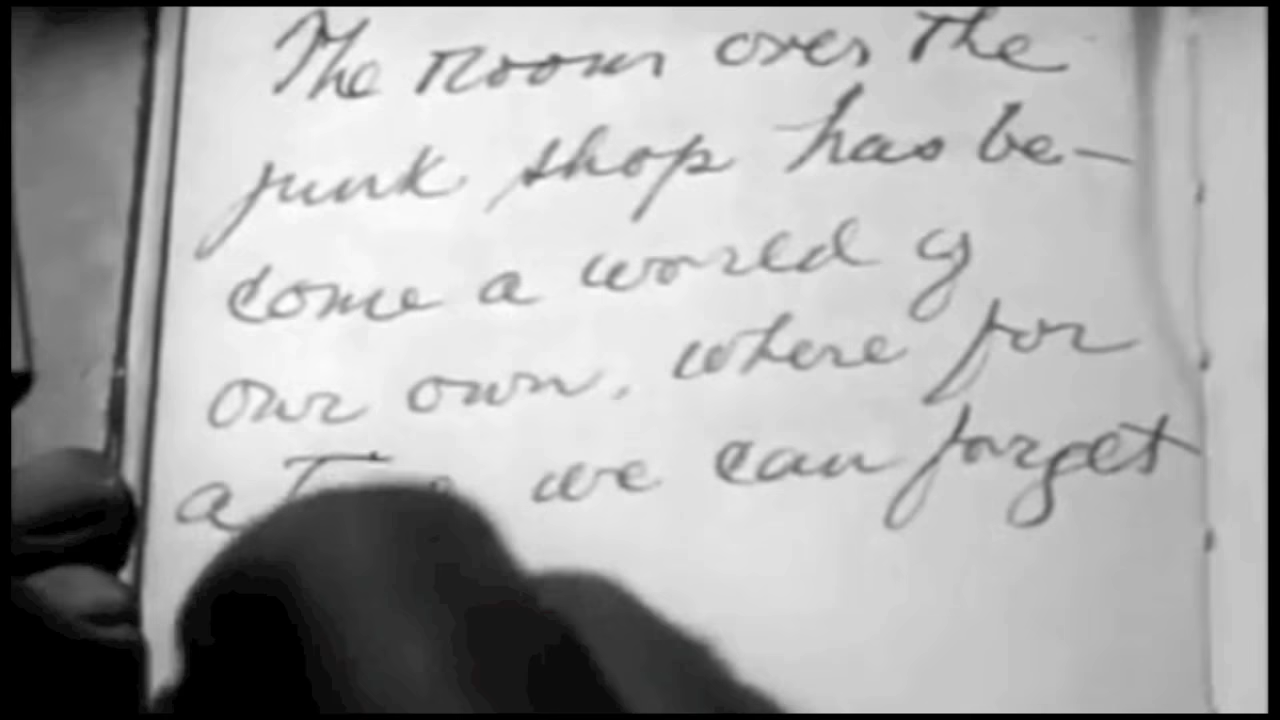 The room over the
junk shop has be-
come a world of
our own, where for
a we can forget